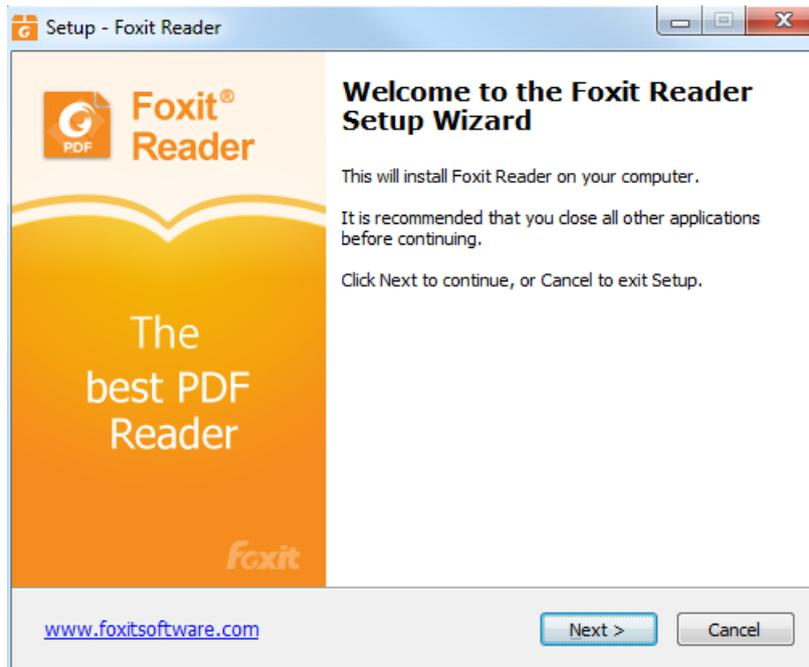 Setup - Foxit Reader
Foxit®
Reader
PDF
The
best PDF
Reader
foxit
Welcome to the Foxit Reader
Setup Wizard
This will install Foxit Reader on your computer.
It is recommended that you close all other applications
before continuing.
Click Next to continue, or Cancel to exit Setup.
www.foxitsoftware.com
Next >
Cancel